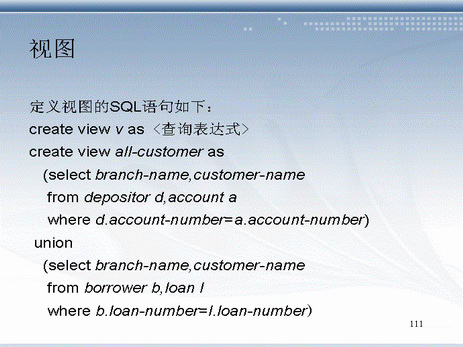 视图
定义视图的SQL语句如下：
create view v as <查询表达式>
create view all-customer as
(select branch-name,customer-name
from depositor d,account a
where d.account-number=a.account-number)
union
(select branch-name,customer-name
from borrower b,loan l
where b.loan-number=l.loan-number)
111